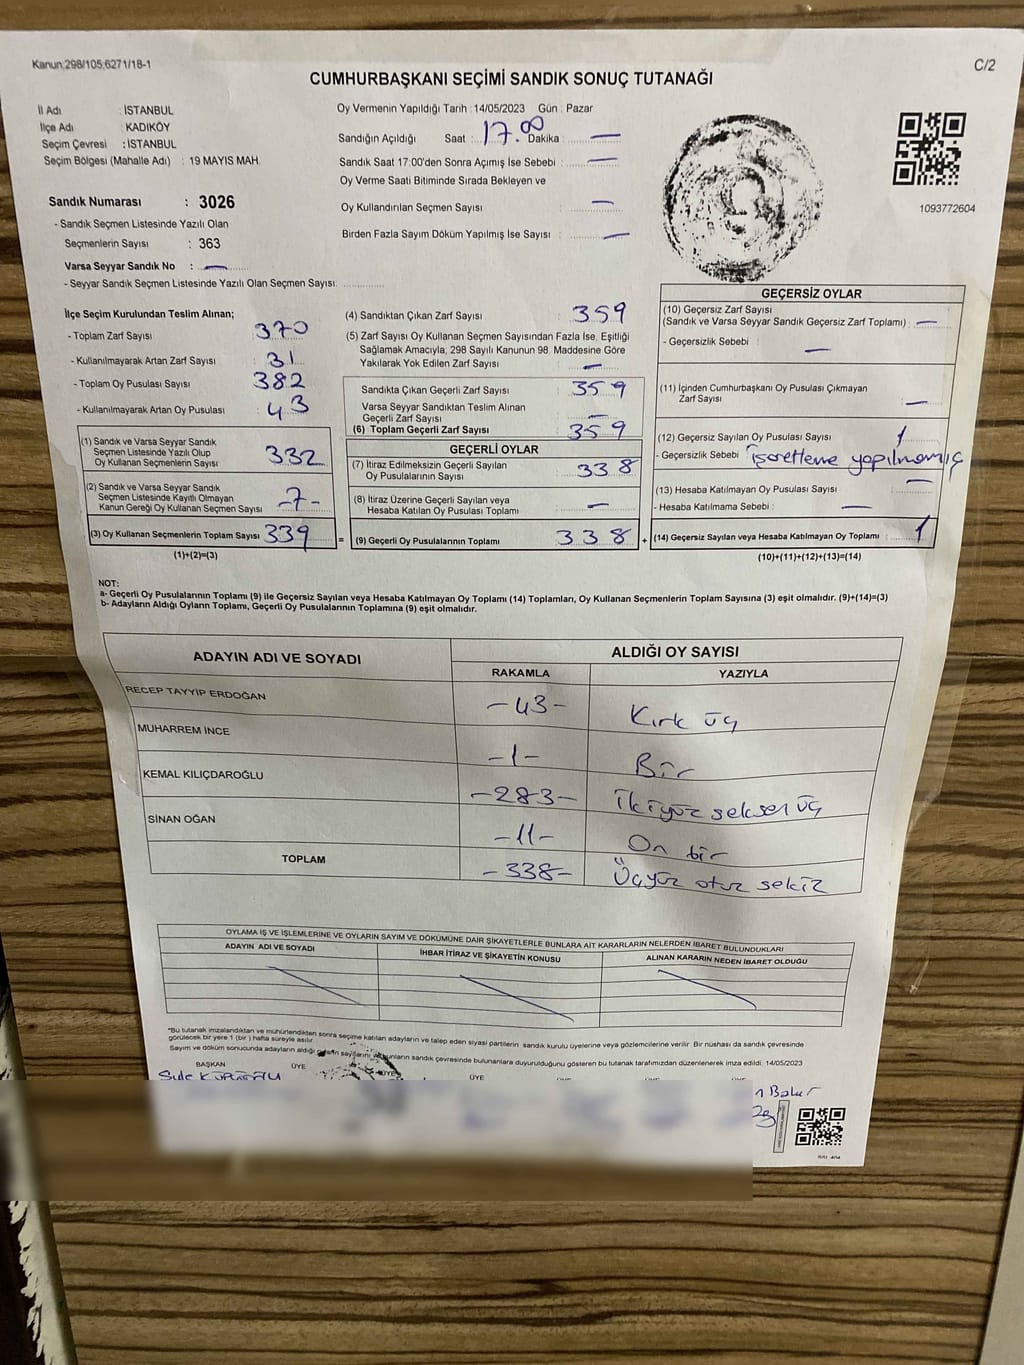 Kanun:298/105,6271/18-1
C/2
CUMHURBAŞKANI SEÇİMİ SANDIK SONUÇ TUTANAĞI
İl Adı : İSTANBUL
İlçe Adı : KADIKÖY
Seçim Çevresi : İSTANBUL
Seçim Bölgesi (Mahalle Adı) : 19 MAYIS MAH.
Sandık Numarası : 3026
- Sandık Seçmen Listesinde Yazılı Olan
Seçmenlerin Sayısı : 363
Varsa Seyyar Sandık No : —
- Seyyar Sandık Seçmen Listesinde Yazılı Olan Seçmen Sayısı:
Oy Vermenin Yapıldığı Tarih : 14/05/2023 Gün : Pazar
Sandığın Açıldığı Saat : 17.00 Dakika : —
Sandık Saat 17:00'den Sonra Açımış İse Sebebi : —
Oy Verme Saati Bitiminde Sırada Bekleyen ve
Oy Kullandırılan Seçmen Sayısı : —
Birden Fazla Sayım Döküm Yapılmış İse Sayısı : —
1093772604
İlçe Seçim Kurulundan Teslim Alınan;
- Toplam Zarf Sayısı : 370
- Kullanılmayarak Artan Zarf Sayısı : 31
- Toplam Oy Pusulası Sayısı : 382
- Kullanılmayarak Artan Oy Pusulası : 43
(1) Sandık ve Varsa Seyyar Sandık
Seçmen Listesinde Yazılı Olup
Oy Kullanan Seçmenlerin Sayısı : 332
(2) Sandık ve Varsa Seyyar Sandık
Seçmen Listesinde Kayıtlı Olmayan
Kanun Gereği Oy Kullanan Seçmen Sayısı -7-
(3) Oy Kullanan Seçmenlerin Toplam Sayısı 339
(1)+(2)=(3)
(4) Sandıktan Çıkan Zarf Sayısı : 359
(5) Zarf Sayısı Oy Kullanan Seçmen Sayısından Fazla İse, Eşitliği
Sağlamak Amacıyla; 298 Sayılı Kanunun 98. Maddesine Göre
Yakılarak Yok Edilen Zarf Sayısı : —
Sandıkta Çıkan Geçerli Zarf Sayısı : 359
Varsa Seyyar Sandıktan Teslim Alınan
Geçerli Zarf Sayısı : —
(6) Toplam Geçerli Zarf Sayısı : 359
GEÇERLİ OYLAR
(7) İtiraz Edilmeksizin Geçerli Sayılan
Oy Pusulalarının Sayısı : 338
(8) İtiraz Üzerine Geçerli Sayılan veya
Hesaba Katılan Oy Pusulası Toplamı : —
= (9) Geçerli Oy Pusulalarının Toplamı : 338 +
GEÇERSİZ OYLAR
(10) Geçersiz Zarf Sayısı
(Sandık ve Varsa Seyyar Sandık Geçersiz Zarf Toplamı) : —
- Geçersizlik Sebebi : —
(11) İçinden Cumhurbaşkanı Oy Pusulası Çıkmayan
Zarf Sayısı : —
(12) Geçersiz Sayılan Oy Pusulası Sayısı : 1
- Geçersizlik Sebebi : işaretleme yapılmamış
(13) Hesaba Katılmayan Oy Pusulası Sayısı : —
- Hesaba Katılmama Sebebi : —
(14) Geçersiz Sayılan veya Hesaba Katılmayan Oy Toplamı : 1
(10)+(11)+(12)+(13)=(14)
NOT:
a- Geçerli Oy Pusulalarının Toplamı (9) ile Geçersiz Sayılan veya Hesaba Katılmayan Oy Toplamı (14) Toplamları, Oy Kullanan Seçmenlerin Toplam Sayısına (3) eşit olmalıdır. (9)+(14)=(3)
b- Adayların Aldığı Oyların Toplamı, Geçerli Oy Pusulalarının Toplamına (9) eşit olmalıdır.
ADAYIN ADI VE SOYADI ALDIĞI OY SAYISI
RAKAMLA YAZIYLA
RECEP TAYYİP ERDOĞAN -43- Kırk üç
MUHARREM İNCE -1- Bir
KEMAL KILIÇDAROĞLU -283- İkiyüz seksen üç
SİNAN OĞAN -11- On bir
TOPLAM -338- Üçyüz otuz sekiz
OYLAMA İŞ VE İŞLEMLERİNE VE OYLARIN SAYIM VE DÖKÜMÜNE DAİR ŞİKAYETLERLE BUNLARA AİT KARARLARIN NELERDEN İBARET BULUNDUKLARI
ADAYIN ADI VE SOYADI İHBAR İTİRAZ VE ŞİKAYETİN KONUSU ALINAN KARARIN NEDEN İBARET OLDUĞU
*Bu tutanak imzalandıktan ve mühürlendikten sonra seçime katılan adayların ve talep eden siyasi partilerin sandık kurulu üyelerine veya gözlemcilerine verilir. Bir nüshası da sandık çevresinde
görülecek bir yere 1 (bir) hafta süreyle asılır.
Sayım ve döküm sonucunda adayların aldığı sayıları bunların sandık çevresinde bulunanlara duyurulduğunu gösteren bu tutanak tarafımızdan düzenlenerek imza edildi. 14/05/2023
BAŞKAN ÜYE ÜYE ÜYE
Şule